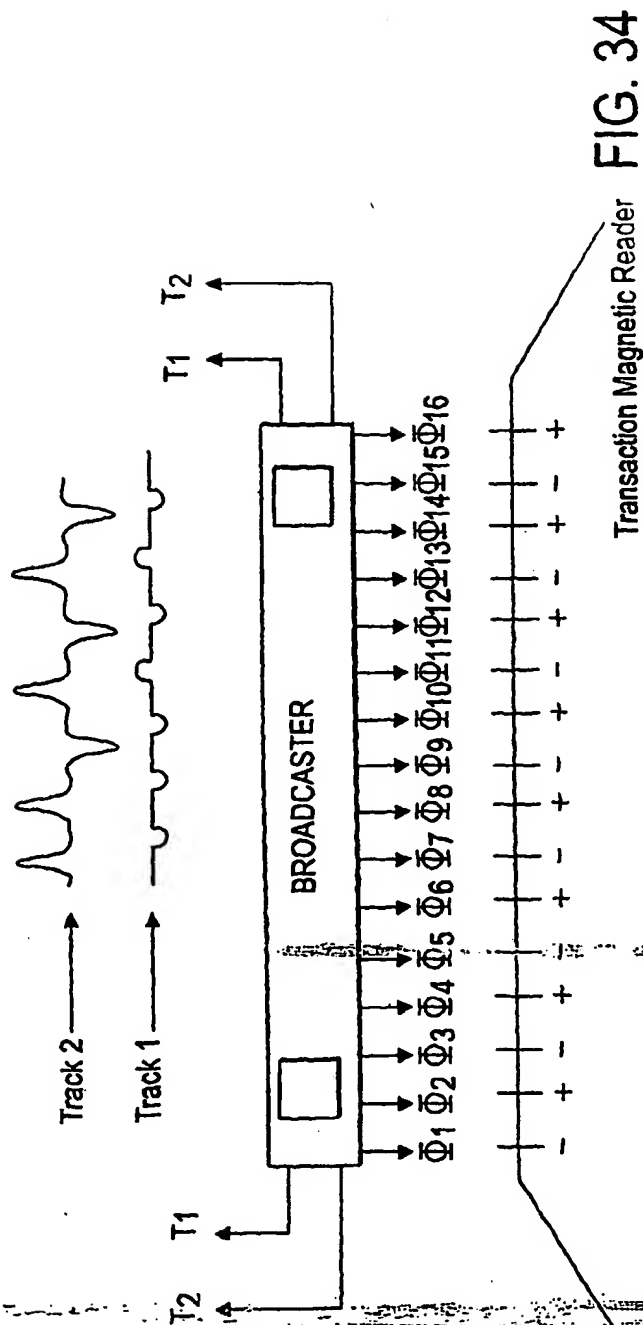 Track 2
Track 1
T2
T1
T1
T2
BROADCASTER
Φ1 Φ2 Φ3 Φ4 Φ5 Φ6 Φ7 Φ8 Φ9 Φ10 Φ11 Φ12 Φ13 Φ14 Φ15 Φ16
− + − + − + − + − + − + − + − +
Transaction Magnetic Reader
FIG. 34